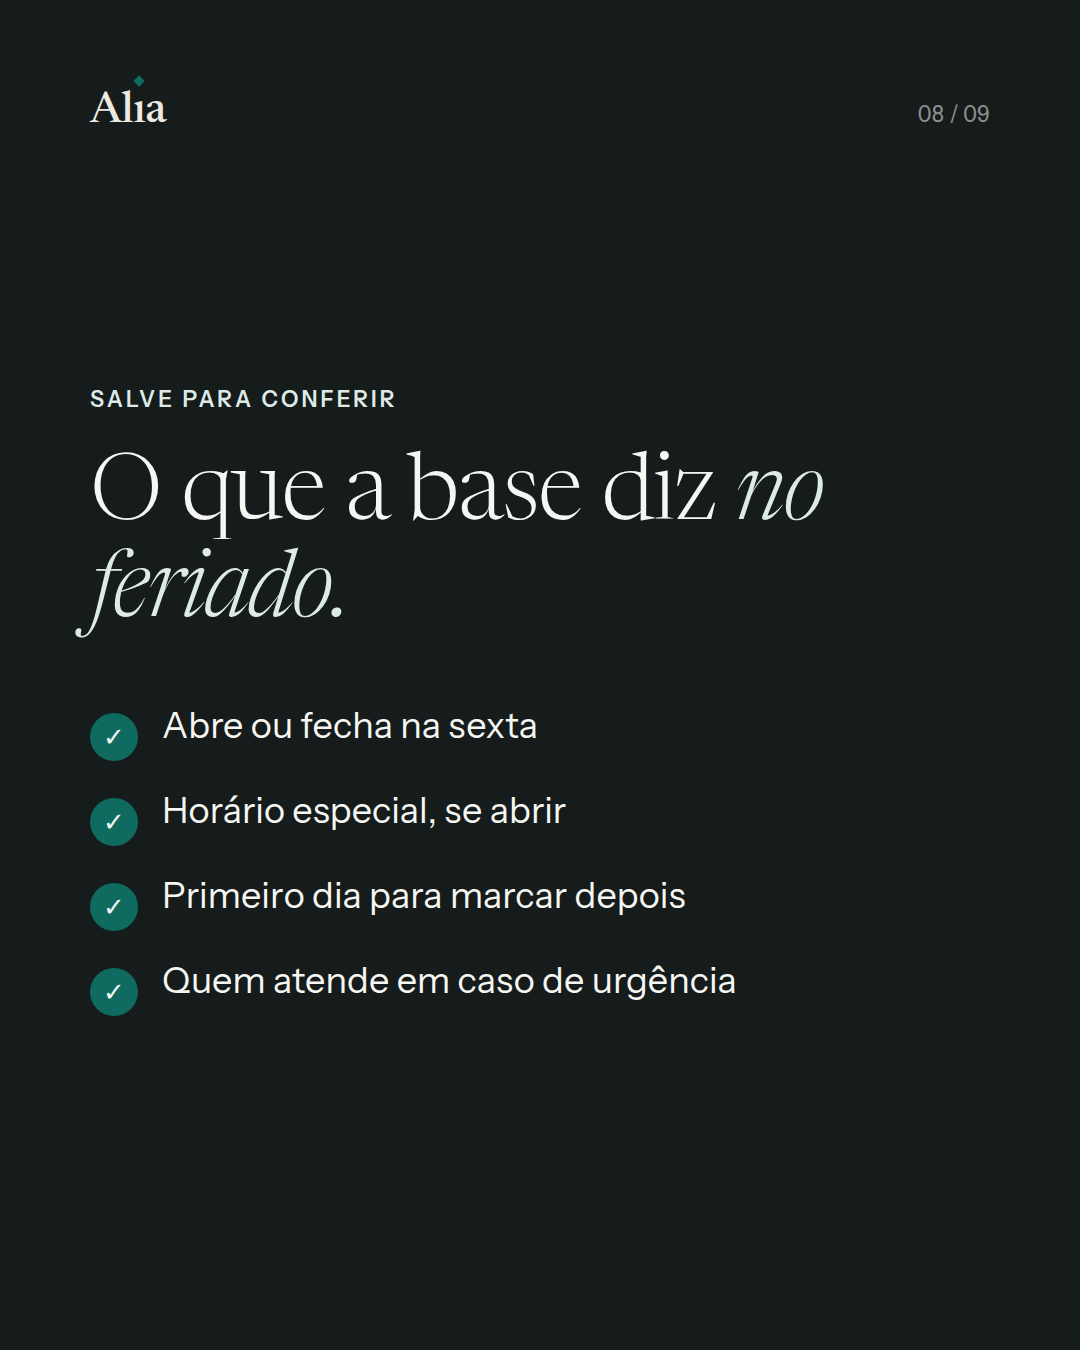 Alia
08 / 09
SALVE PARA CONFERIR
O que a base diz no
feriado.
✓ Abre ou fecha na sexta
✓ Horário especial, se abrir
✓ Primeiro dia para marcar depois
✓ Quem atende em caso de urgência